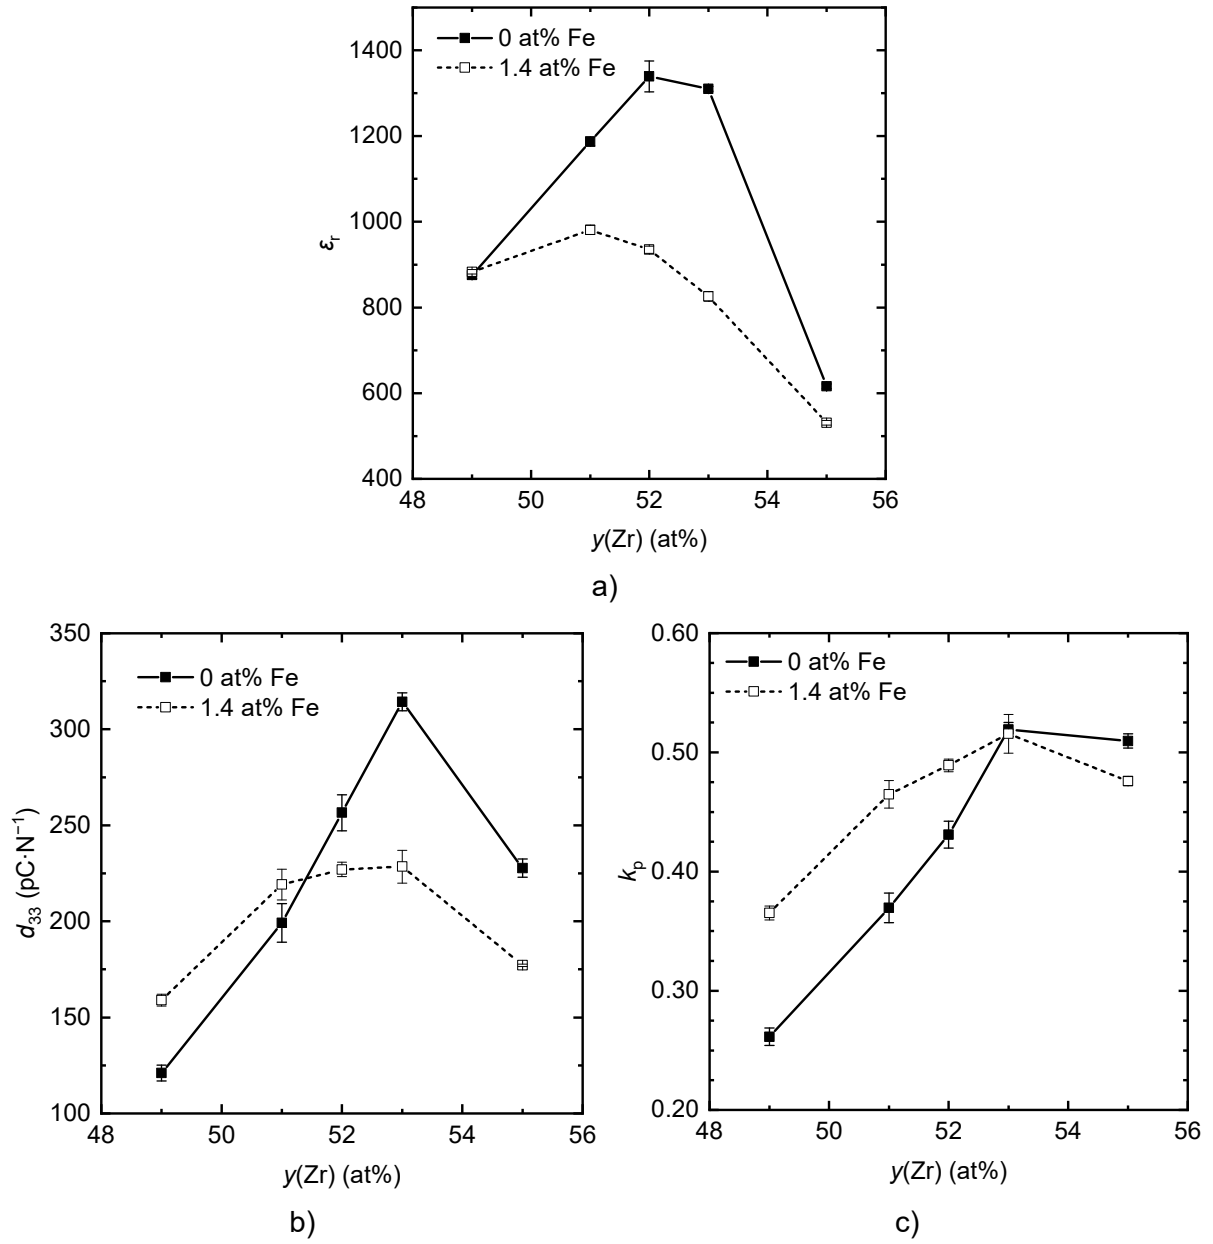 1400
1200
1000
800
600
400
εr
0 at% Fe
1.4 at% Fe
48 50 52 54 56
y(Zr) (at%)
a)
350
300
250
200
150
100
d33 (pC·N−1)
0 at% Fe
1.4 at% Fe
48 50 52 54 56
y(Zr) (at%)
b)
0.60
0.50
0.40
0.30
0.20
kp
0 at% Fe
1.4 at% Fe
48 50 52 54 56
y(Zr) (at%)
c)